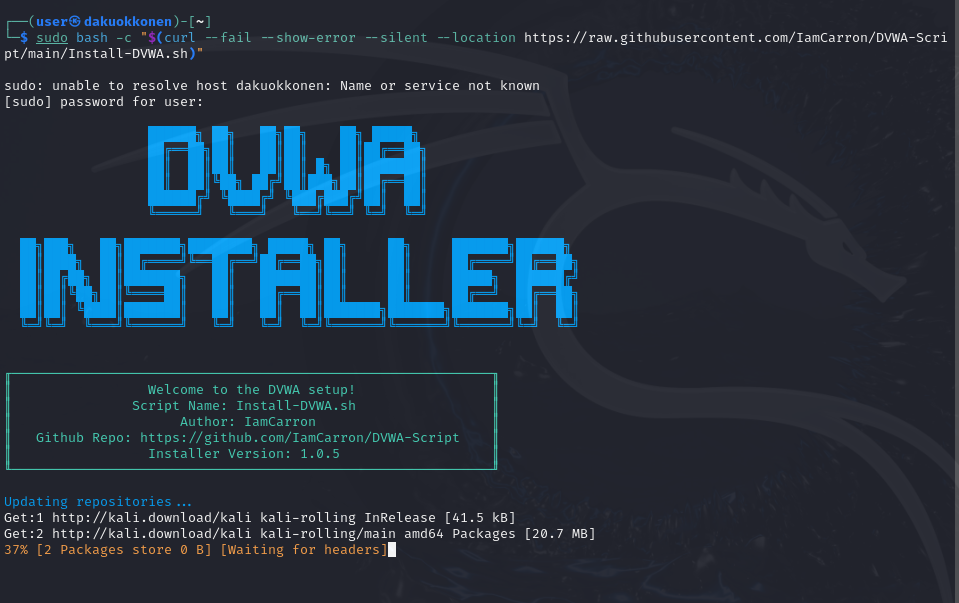 ┌──(user㉿dakuokkonen)-[~]
└─$ sudo bash -c "$(curl --fail --show-error --silent --location https://raw.githubusercontent.com/IamCarron/DVWA-Scri
pt/main/Install-DVWA.sh)"
sudo: unable to resolve host dakuokkonen: Name or service not known
[sudo] password for user:
DVWA
INSTALLER
Welcome to the DVWA setup!
Script Name: Install-DVWA.sh
Author: IamCarron
Github Repo: https://github.com/IamCarron/DVWA-Script
Installer Version: 1.0.5
Updating repositories...
Get:1 http://kali.download/kali kali-rolling InRelease [41.5 kB]
Get:2 http://kali.download/kali kali-rolling/main amd64 Packages [20.7 MB]
37% [2 Packages store 0 B] [Waiting for headers]